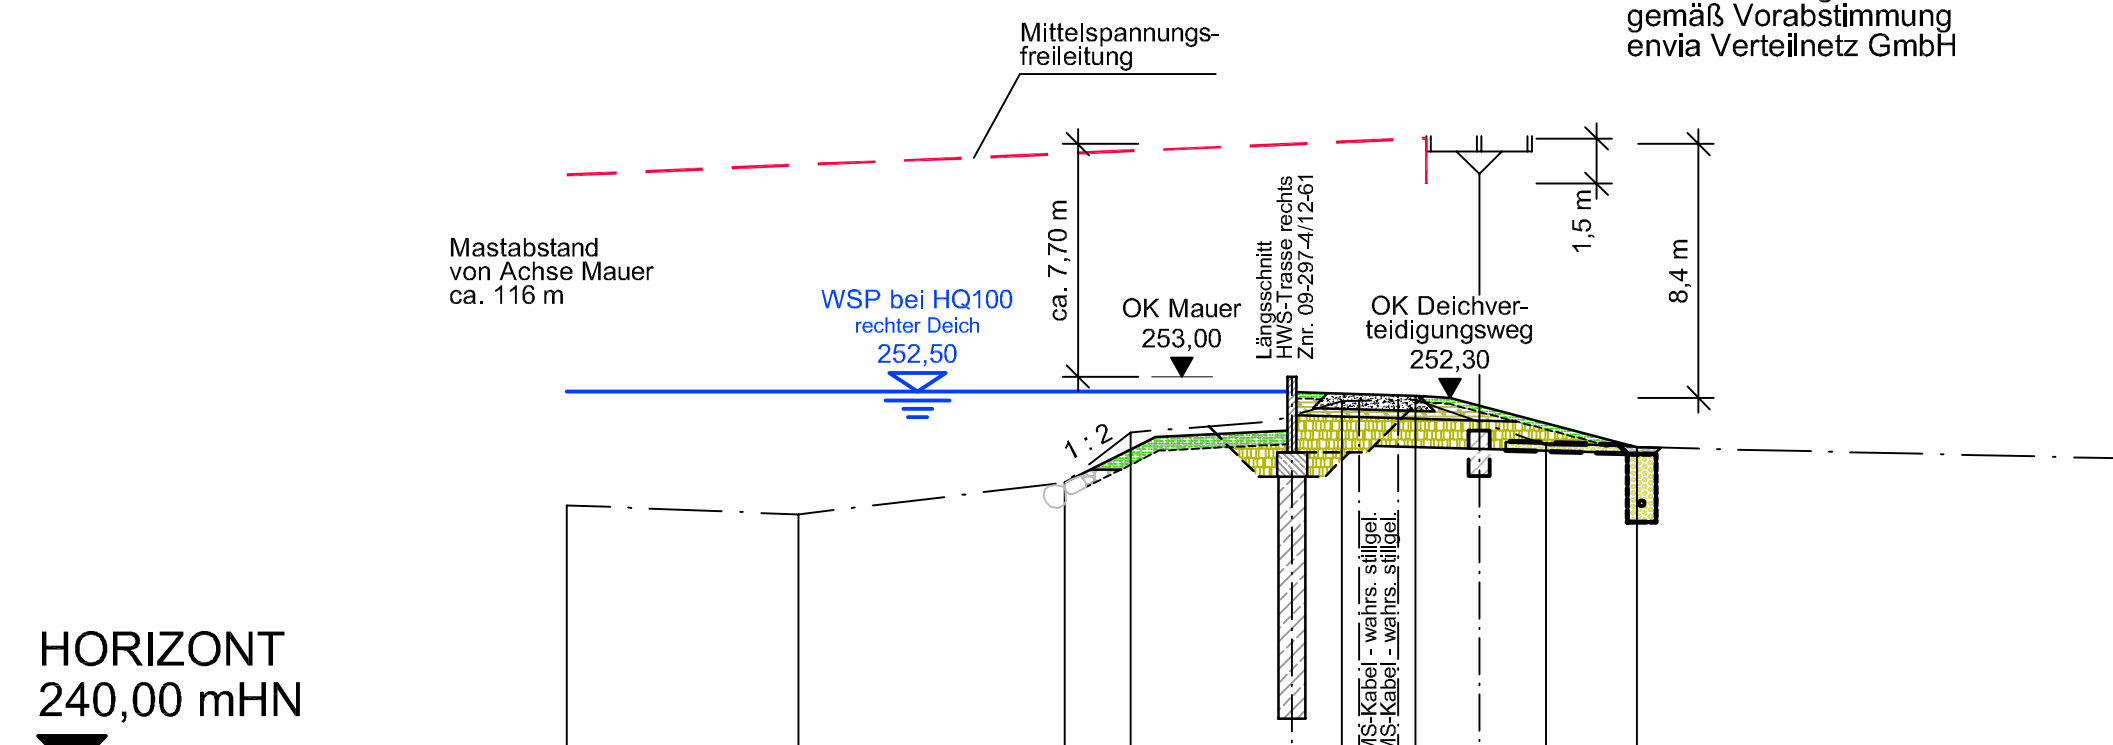 gemäß Vorabstimmung
envia Verteilnetz GmbH
Mittelspannungs-
freileitung
Mastabstand
von Achse Mauer
ca. 116 m
WSP bei HQ100
rechter Deich
252,50
ca. 7,70 m
OK Mauer
253,00
Längsschnitt
HWS-Trasse rechts
Znr. 09-297-4/12-61
OK Deichver-
teidigungsweg
252,30
1,5 m
8,4 m
1 : 2
MS-Kabel - wahrs. stillgel.
MS-Kabel - wahrs. stillgel.
HORIZONT
240,00 mHN